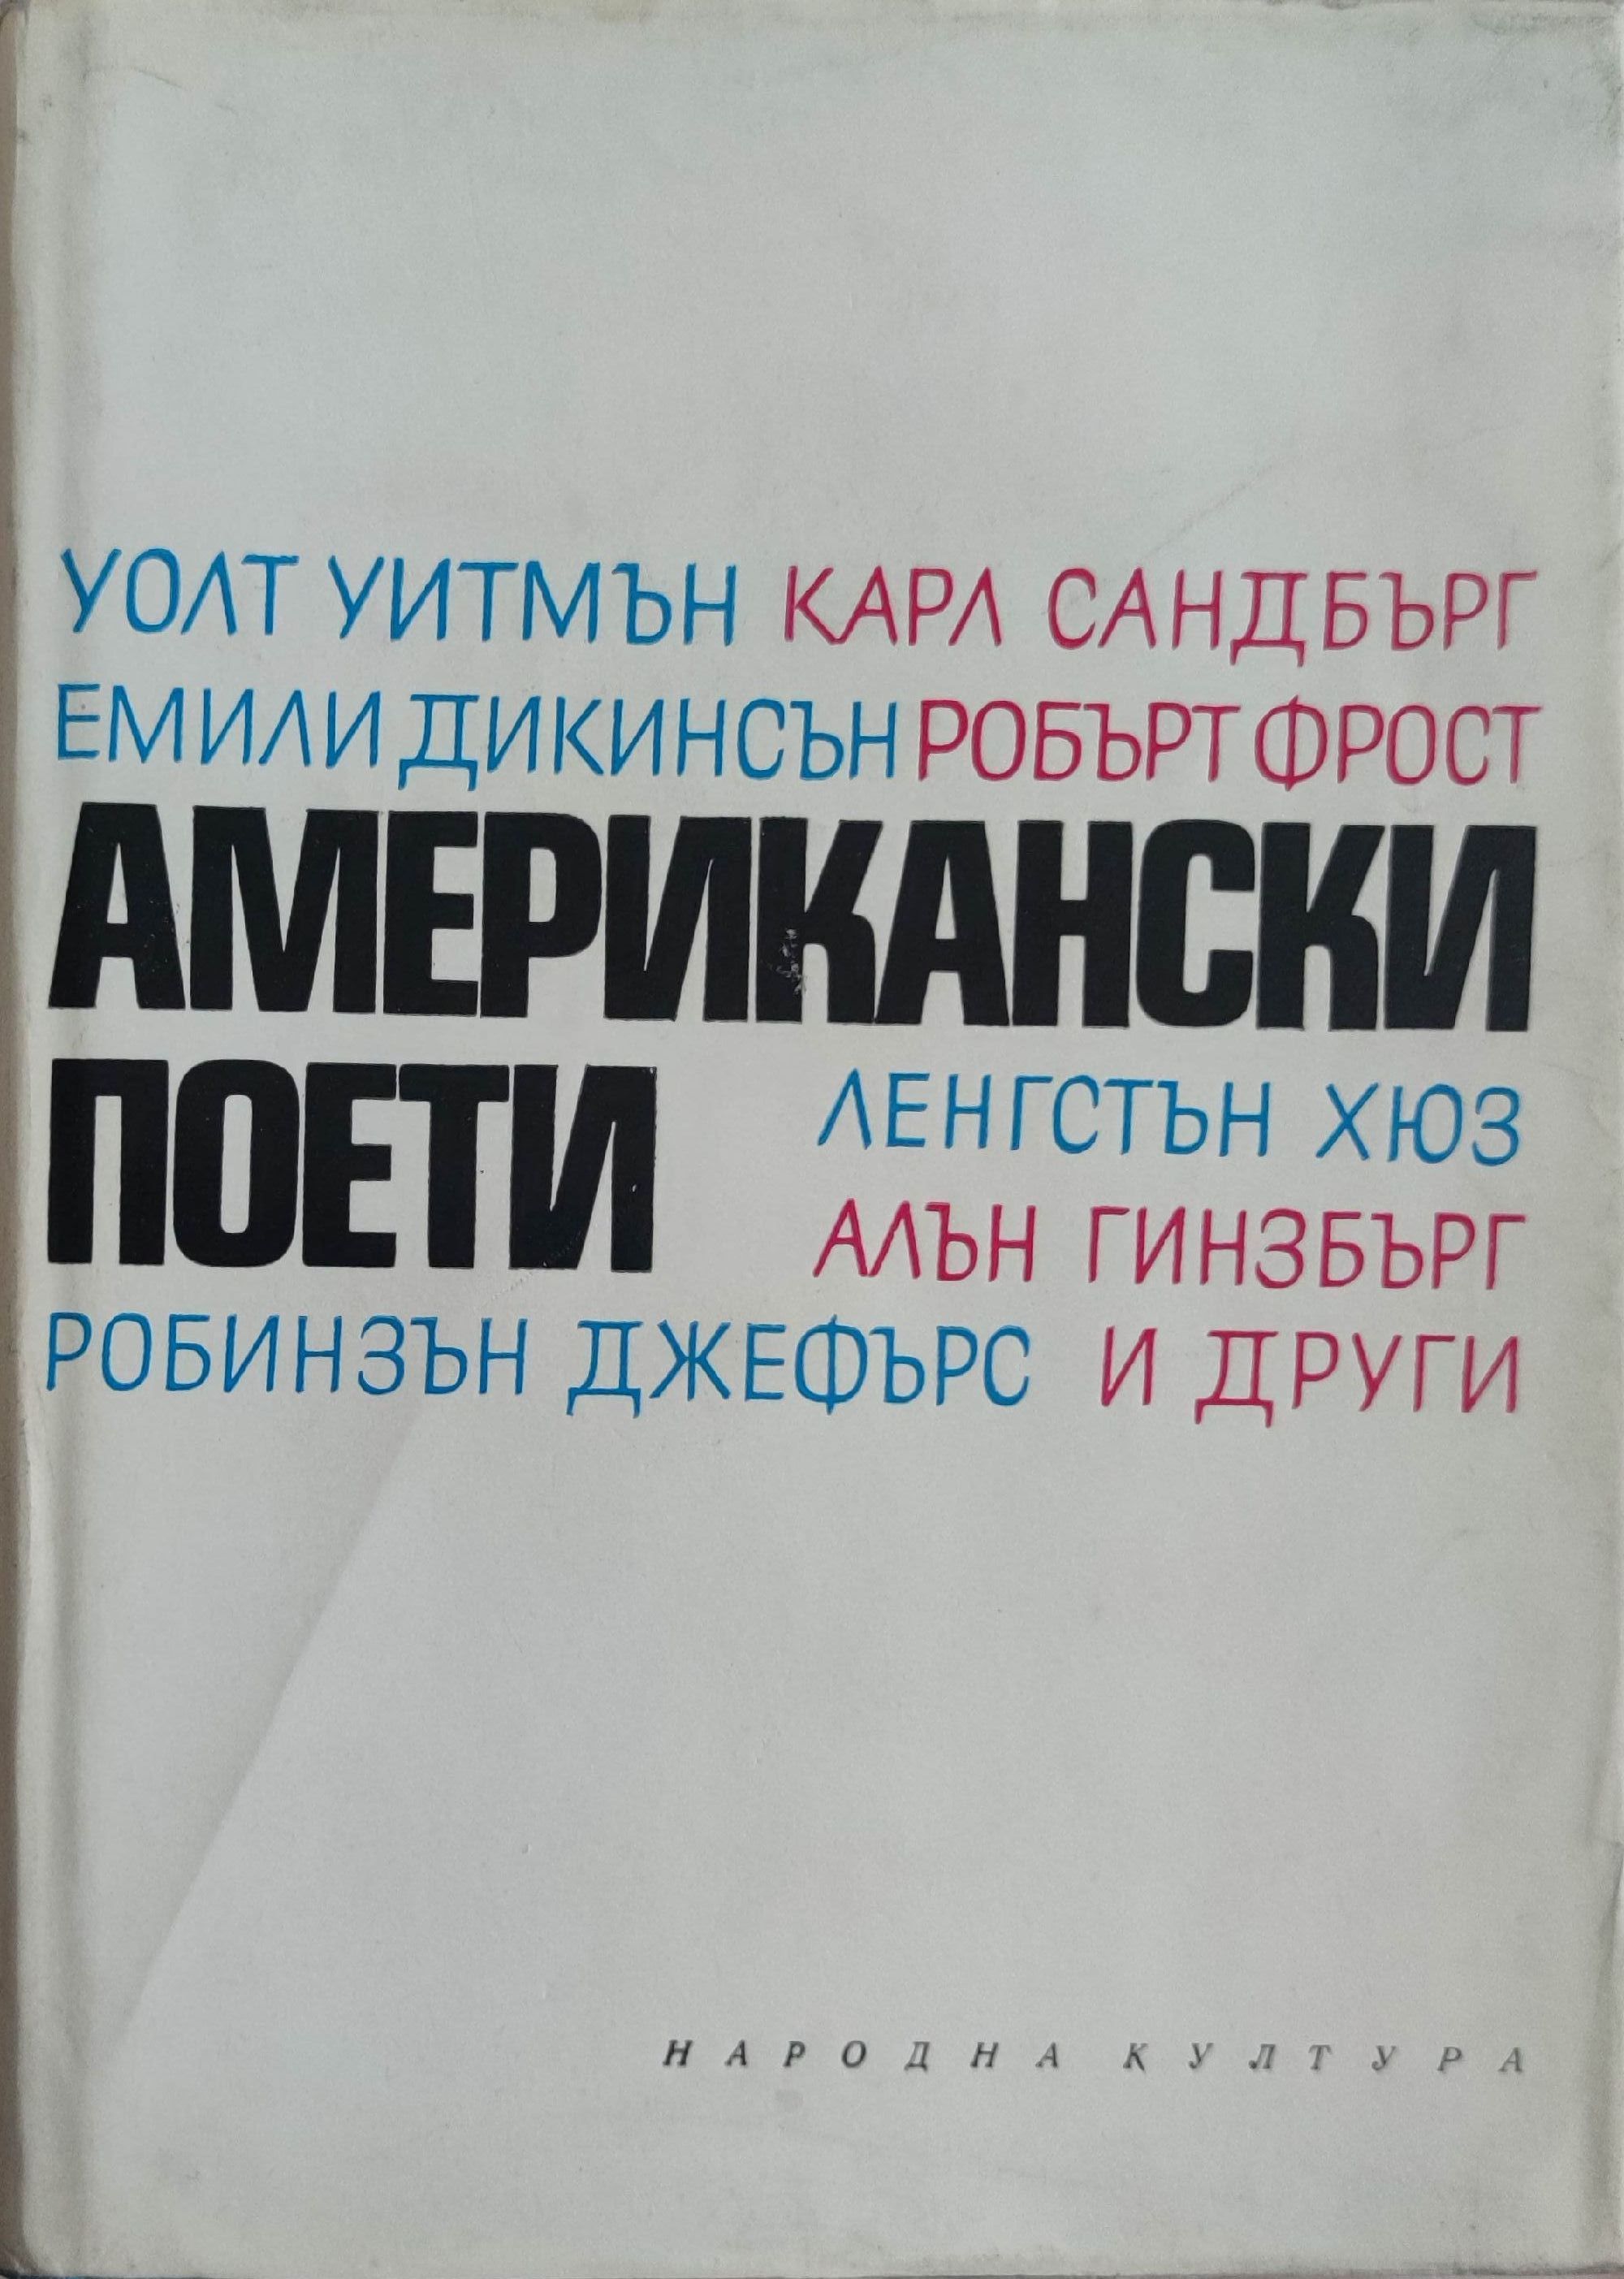 УОЛТ УИТМЪН КАРЛ САНДБЪРГ
ЕМИЛИ ДИКИНСЪН РОБЪРТ ФРОСТ
АМЕРИКАНСКИ
ПОЕТИ
ЛЕНГСТЪН ХЮЗ
АЛЪН ГИНЗБЪРГ
РОБИНЗЪН ДЖЕФЪРС И ДРУГИ
НАРОДНА КУЛТУРА